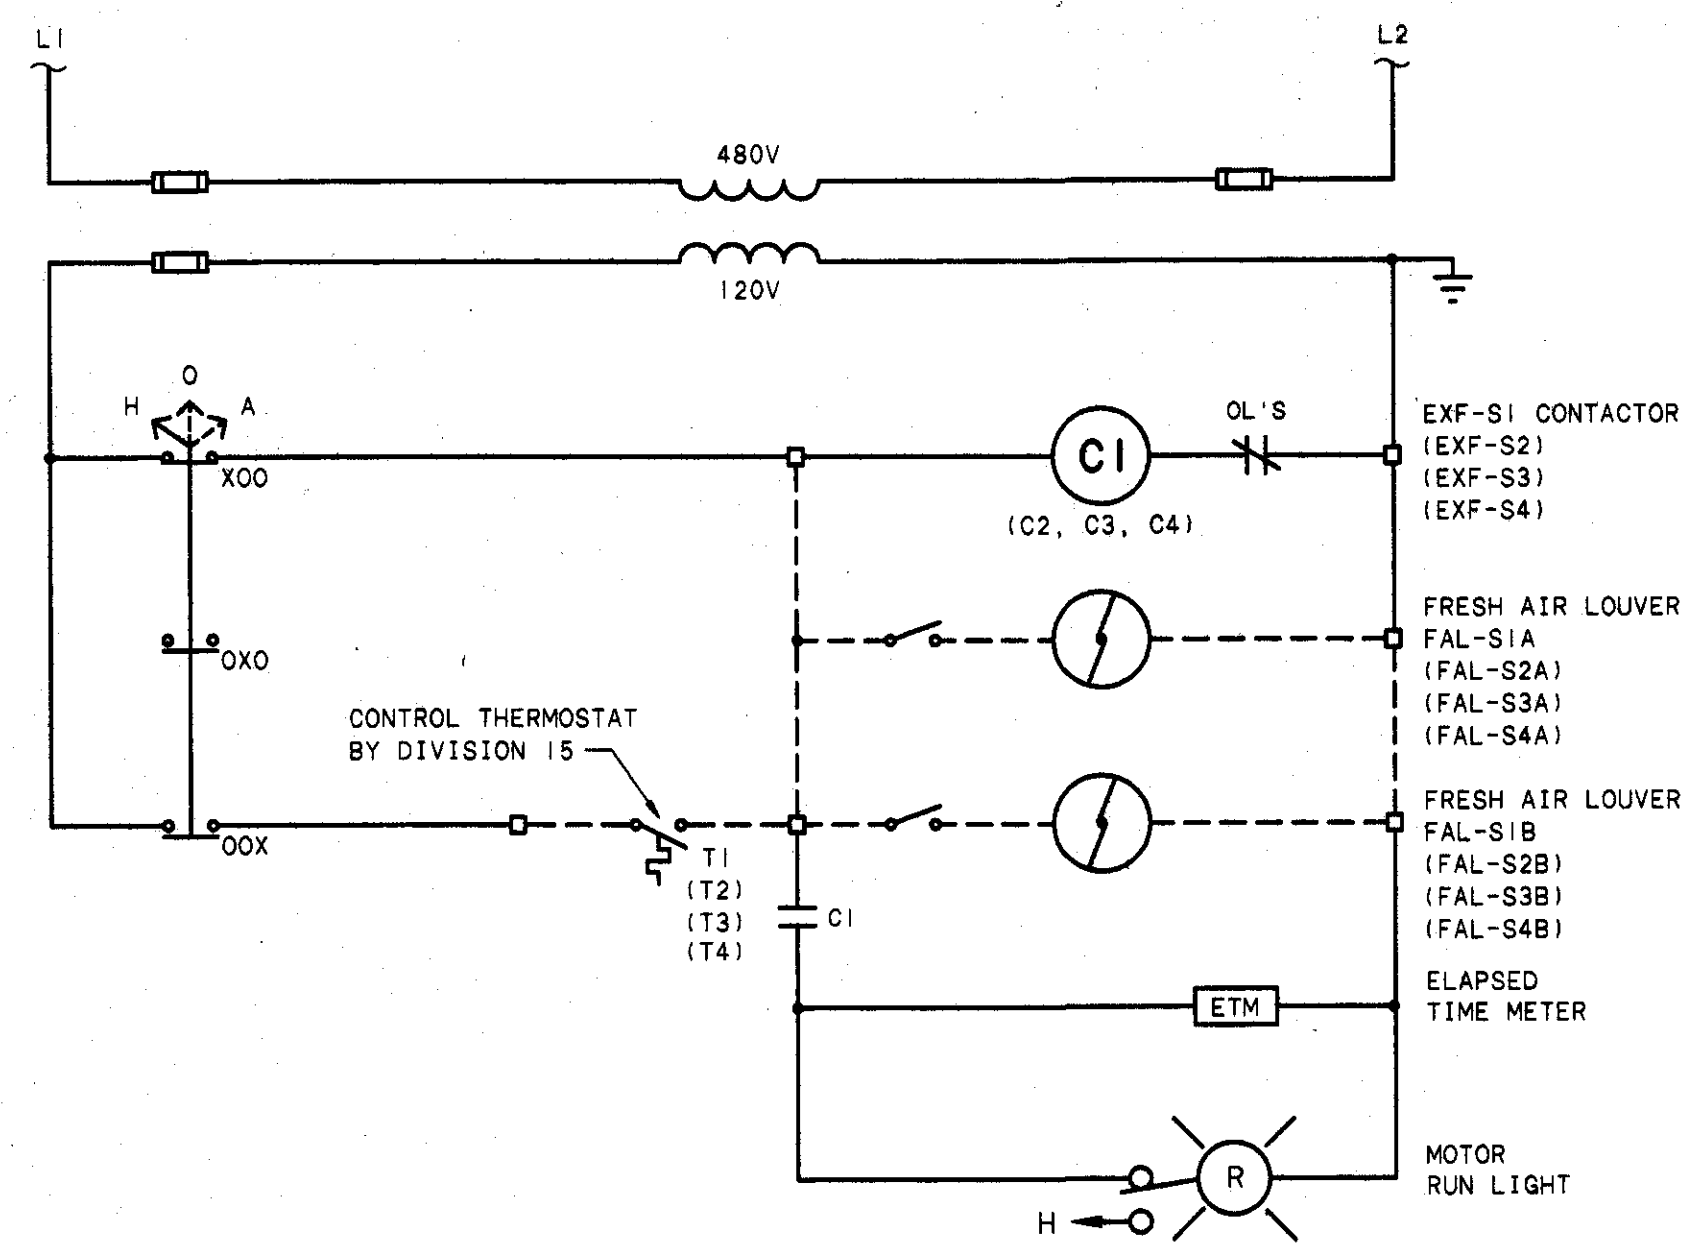 L1
L2
480V
120V
O
H
A
XOO
C1
OL'S
(C2, C3, C4)
EXF-S1 CONTACTOR
(EXF-S2)
(EXF-S3)
(EXF-S4)
OXO
FRESH AIR LOUVER
FAL-S1A
(FAL-S2A)
(FAL-S3A)
(FAL-S4A)
CONTROL THERMOSTAT
BY DIVISION 15
OOX
T1
(T2)
(T3)
(T4)
C1
FRESH AIR LOUVER
FAL-S1B
(FAL-S2B)
(FAL-S3B)
(FAL-S4B)
ETM
ELAPSED
TIME METER
R
H
MOTOR
RUN LIGHT